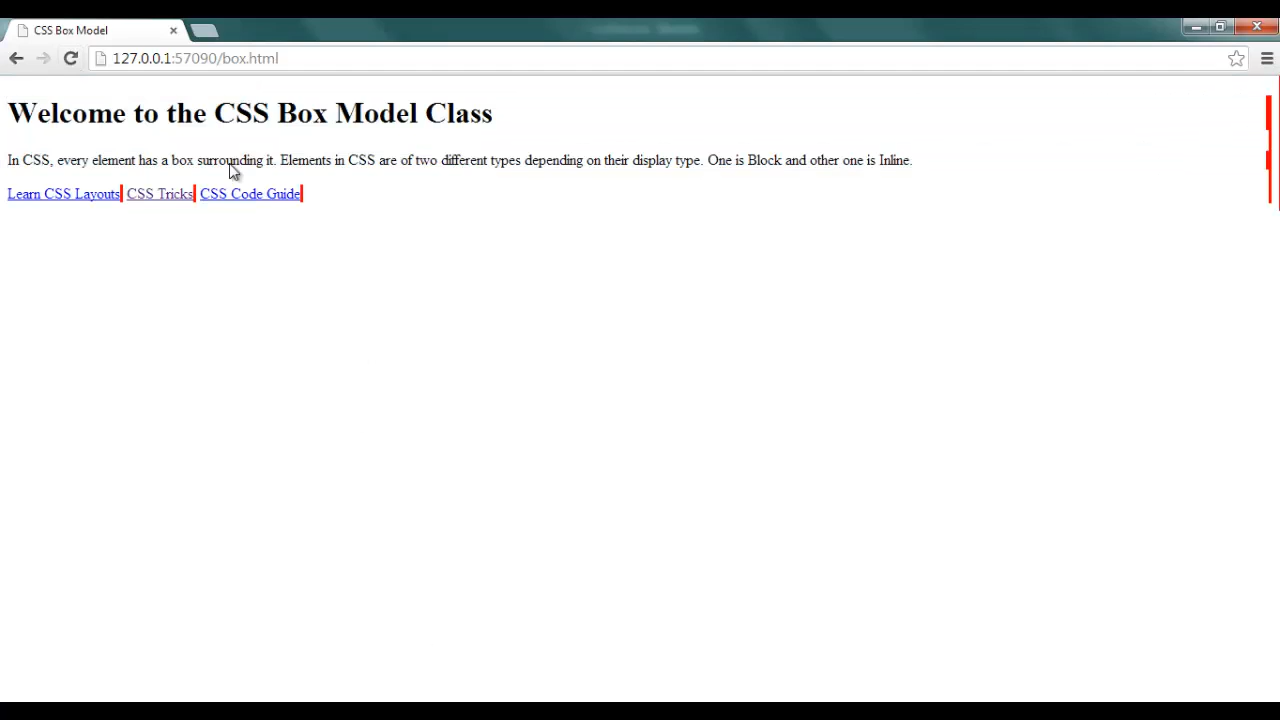 CSS Box Model
127.0.0.1:57090/box.html
Welcome to the CSS Box Model Class
In CSS, every element has a box surrounding it. Elements in CSS are of two different types depending on their display type. One is Block and other one is Inline.
Learn CSS Layouts CSS Tricks CSS Code Guide